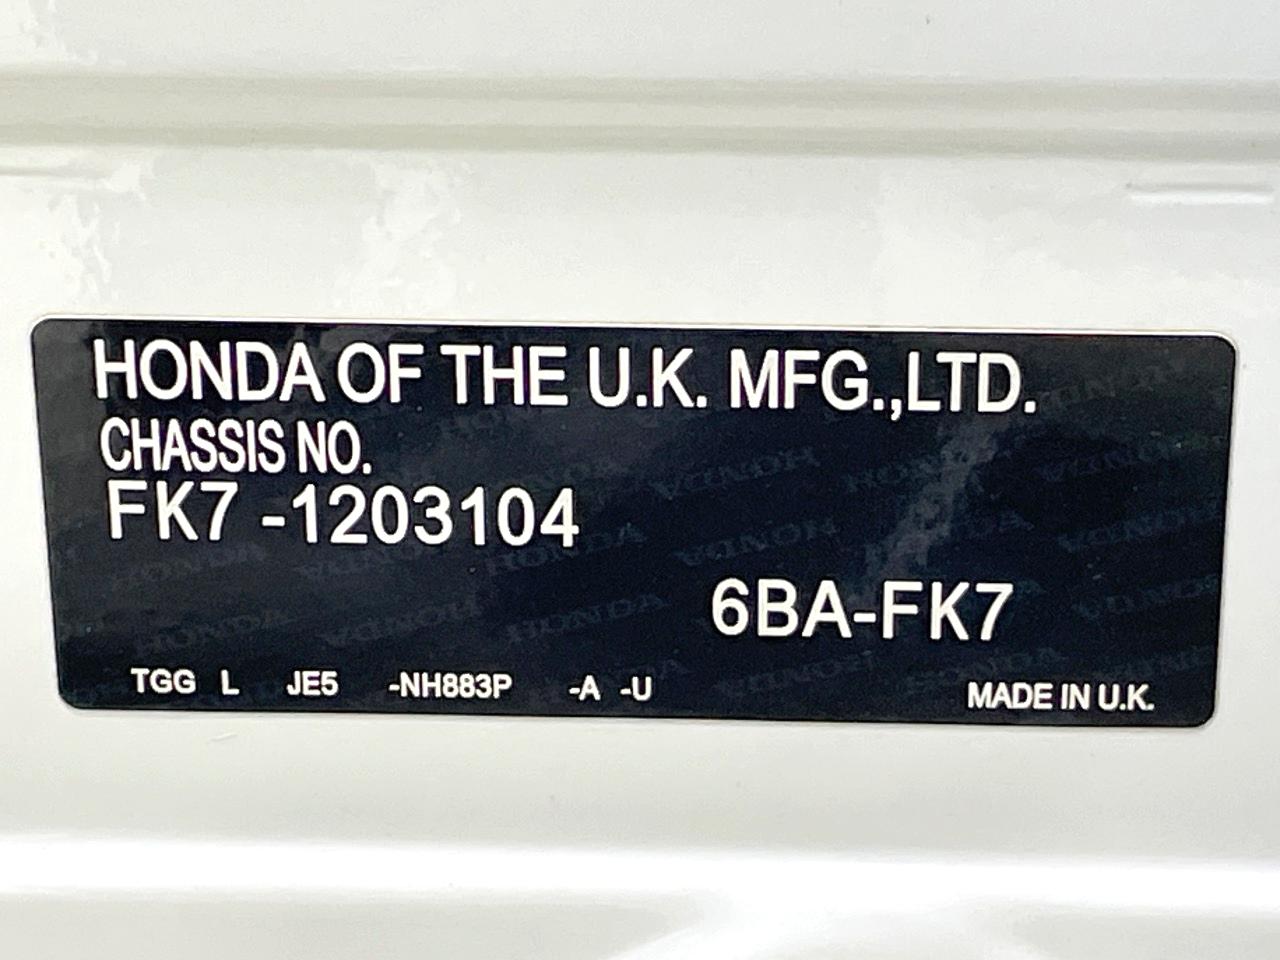 HONDA OF THE U.K. MFG.,LTD.
CHASSIS NO.
FK7 -1203104
6BA-FK7
TGG L JE5 -NH883P -A -U
MADE IN U.K.